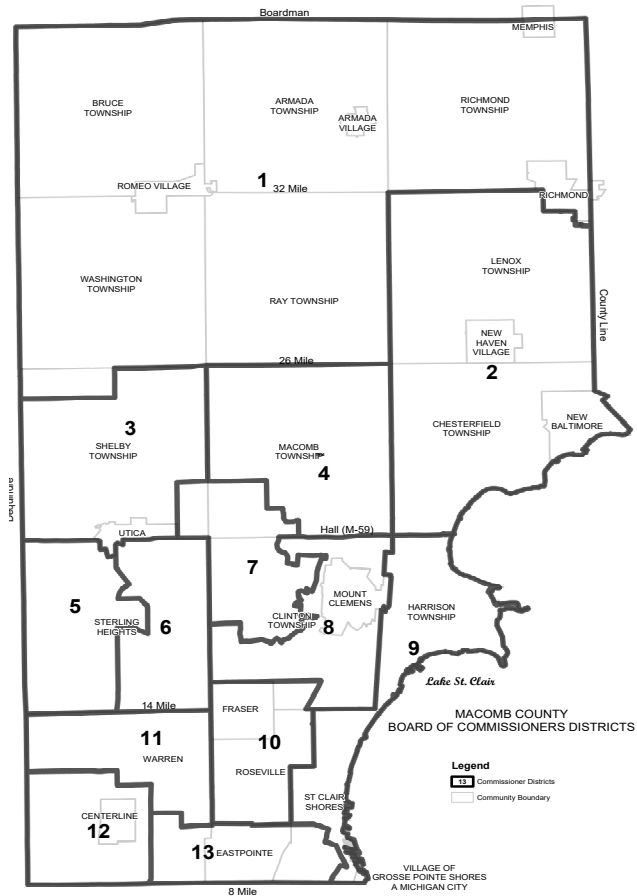 Boardman
MEMPHIS
BRUCE
TOWNSHIP
ARMADA
TOWNSHIP
ARMADA
VILLAGE
RICHMOND
TOWNSHIP
ROMEO VILLAGE
1
32 Mile
RICHMOND
WASHINGTON
TOWNSHIP
RAY TOWNSHIP
LENOX
TOWNSHIP
County Line
NEW
HAVEN
VILLAGE
26 Mile
2
3
SHELBY
TOWNSHIP
MACOMB
TOWNSHIP
4
CHESTERFIELD
TOWNSHIP
NEW
BALTIMORE
UTICA
Hall (M-59)
5
STERLING
HEIGHTS
6
7
CLINTON
TOWNSHIP
MOUNT
CLEMENS
8
HARRISON
TOWNSHIP
9
Lake St. Clair
14 Mile
FRASER
11
WARREN
10
ROSEVILLE
ST CLAIR
SHORES
CENTERLINE
12
13
EASTPOINTE
8 Mile
VILLAGE OF
GROSSE POINTE SHORES
A MICHIGAN CITY
MACOMB COUNTY
BOARD OF COMMISSIONERS DISTRICTS
Legend
13 Commissioner Districts
Community Boundary